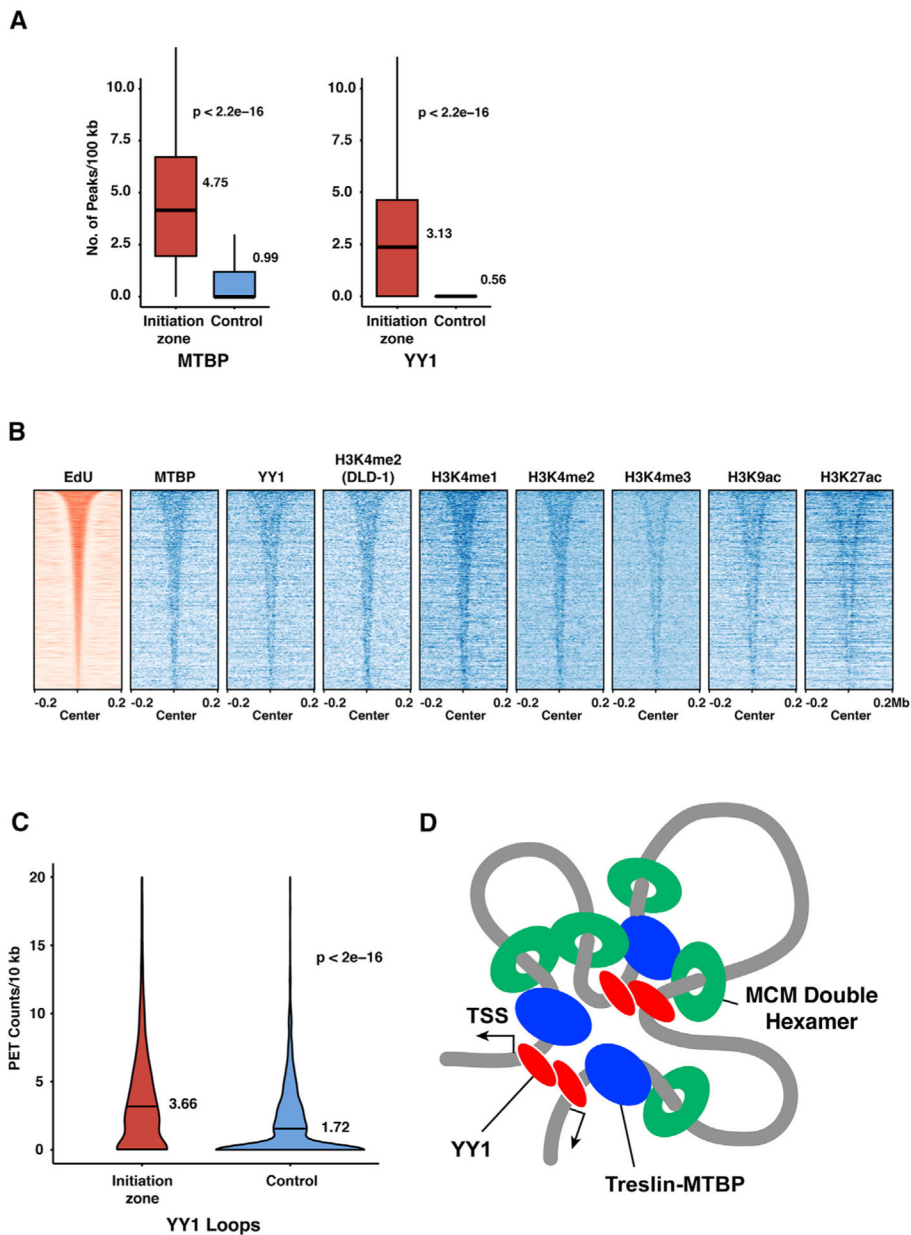 A
No. of Peaks/100 kb
10.0
7.5
5.0
2.5
0.0
p < 2.2e−16
4.75
0.99
Initiation
zone
Control
MTBP
10.0
7.5
5.0
2.5
0.0
p < 2.2e−16
3.13
0.56
Initiation
zone
Control
YY1
B
EdU
MTBP
YY1
H3K4me2
(DLD-1)
H3K4me1
H3K4me2
H3K4me3
H3K9ac
H3K27ac
-0.2 0.2 -0.2 0.2 -0.2 0.2 -0.2 0.2 -0.2 0.2 -0.2 0.2 -0.2 0.2 -0.2 0.2 -0.2 0.2Mb
Center Center Center Center Center Center Center Center Center
C
PET Counts/10 kb
20
15
10
5
0
p < 2e−16
3.66
1.72
Initiation
zone
Control
YY1 Loops
D
TSS
MCM Double
Hexamer
YY1
Treslin-MTBP